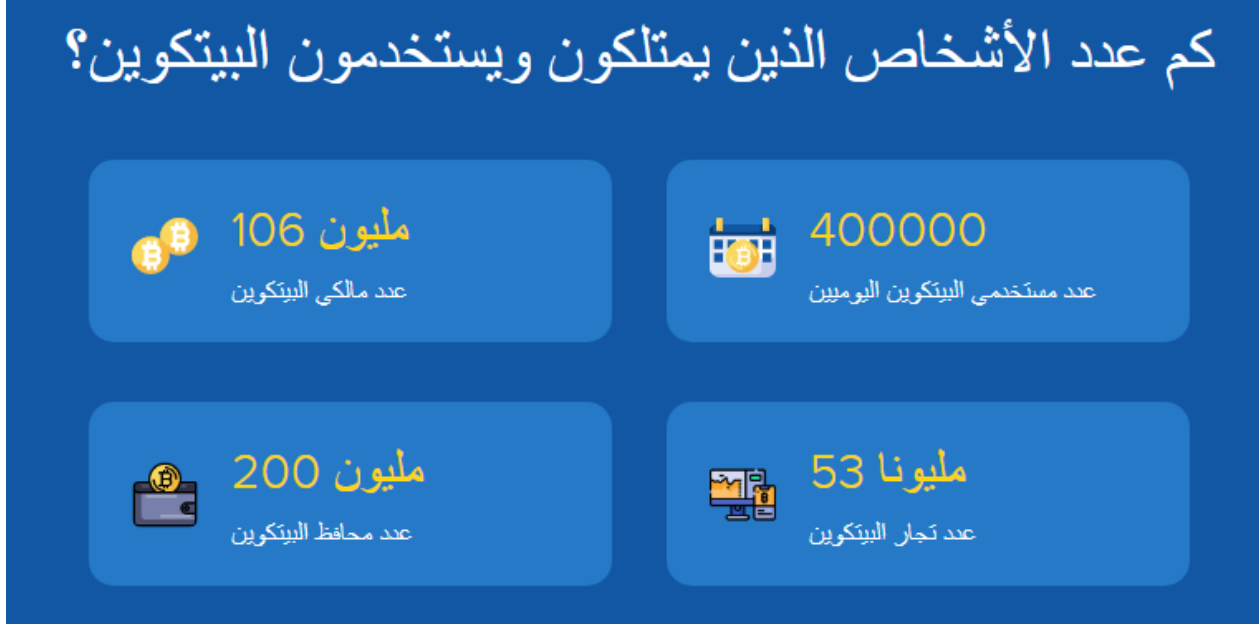 كم عدد الأشخاص الذين يمتلكون ويستخدمون البيتكوين؟
400000
عدد مستخدمي البيتكوين اليوميين
106 مليون
عدد مالكي البيتكوين
53 مليونا
عدد تجار البيتكوين
200 مليون
عدد محافظ البيتكوين